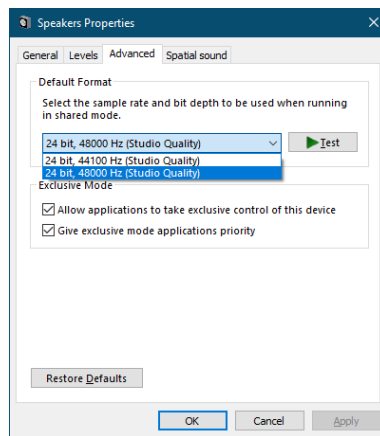 Speakers Properties
General Levels Advanced Spatial sound
Default Format
Select the sample rate and bit depth to be used when running
in shared mode.
24 bit, 48000 Hz (Studio Quality)
Test
24 bit, 44100 Hz (Studio Quality)
24 bit, 48000 Hz (Studio Quality)
Exclusive Mode
Allow applications to take exclusive control of this device
Give exclusive mode applications priority
Restore Defaults
OK Cancel Apply